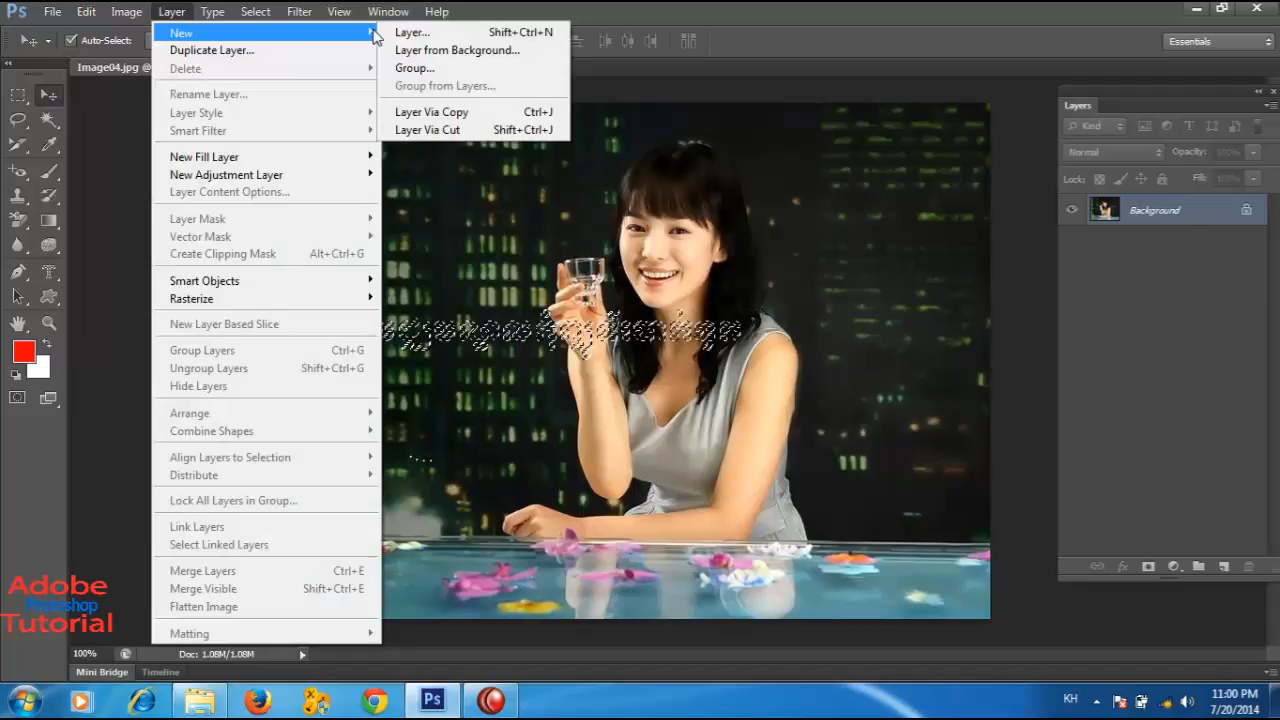 Ps File Edit Image Layer Type Select Filter View Window Help
Auto-Select:
Essentials
Image04.jpg @
New
Duplicate Layer...
Delete
Rename Layer...
Layer Style
Smart Filter
New Fill Layer
New Adjustment Layer
Layer Content Options...
Layer Mask
Vector Mask
Create Clipping Mask Alt+Ctrl+G
Smart Objects
Rasterize
New Layer Based Slice
Group Layers Ctrl+G
Ungroup Layers Shift+Ctrl+G
Hide Layers
Arrange
Combine Shapes
Align Layers to Selection
Distribute
Lock All Layers in Group...
Link Layers
Select Linked Layers
Merge Layers Ctrl+E
Merge Visible Shift+Ctrl+E
Flatten Image
Matting
Layer... Shift+Ctrl+N
Layer from Background...
Group...
Group from Layers...
Layer Via Copy Ctrl+J
Layer Via Cut Shift+Ctrl+J
Layers
Kind
Normal Opacity: 100%
Lock: Fill: 100%
Background
Adobe
Photoshop
Tutorial
100% Doc: 1.08M/1.08M
Mini Bridge Timeline
Ps
KH
11:00 PM
7/20/2014